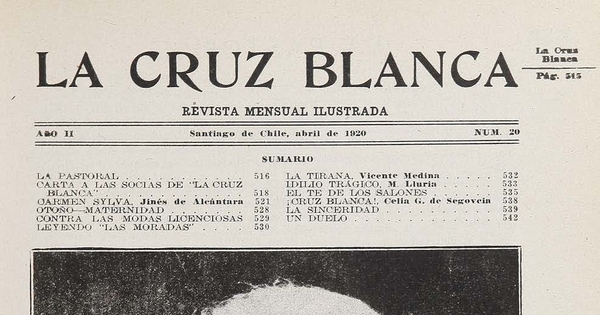 LA CRUZ BLANCA
La Cruz
Blanca
Pág. 515
REVISTA MENSUAL ILUSTRADA
AÑO II Santiago de Chile, abril de 1920 NUM. 20
SUMARIO
LA PASTORAL . . . . . . . . . . . 516
CARTA A LAS SOCIAS DE "LA CRUZ
BLANCA" . . . . . . . . . . . . 518
CARMEN SYLVA, Jinés de Alcántara 521
OTOÑO—MATERNIDAD . . . . . . . 528
CONTRA LAS MODAS LICENCIOSAS 529
LEYENDO "LAS MORADAS" . . . 530
LA TIRANA, Vicente Medina . . . . . 532
IDILIO TRÁGICO, M. Lluria . . . . . 533
EL TE DE LOS SALONES . . . . . 535
¡CRUZ BLANCA!, Celia G. de Segovcia 538
LA SINCERIDAD . . . . . . . . . 539
UN DUELO . . . . . . . . . . . 542